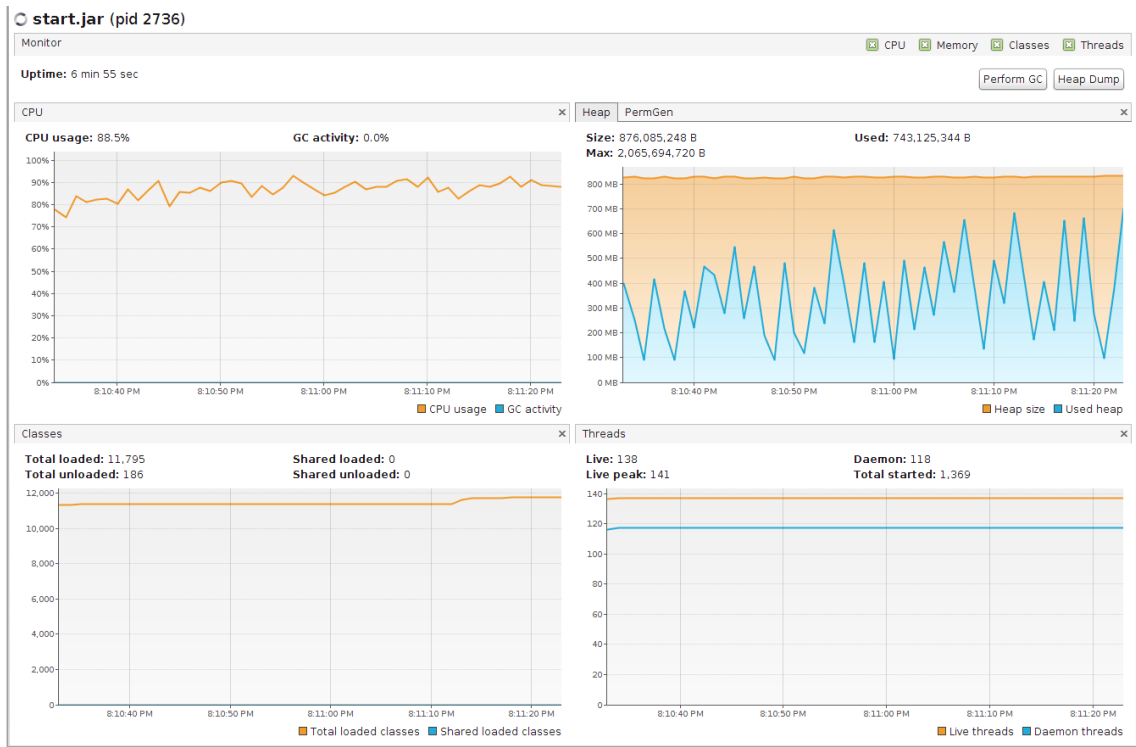 start.jar (pid 2736)
Monitor
CPU Memory Classes Threads
Uptime: 6 min 55 sec
Perform GC Heap Dump
CPU
CPU usage: 88.5% GC activity: 0.0%
100%
90%
80%
70%
60%
50%
40%
30%
20%
10%
0%
8:10:40 PM 8:10:50 PM 8:11:00 PM 8:11:10 PM 8:11:20 PM
CPU usage GC activity
Heap PermGen
Size: 876,085,248 B Used: 743,125,344 B
Max: 2,065,694,720 B
800 MB
700 MB
600 MB
500 MB
400 MB
300 MB
200 MB
100 MB
0 MB
8:10:40 PM 8:10:50 PM 8:11:00 PM 8:11:10 PM 8:11:20 PM
Heap size Used heap
Classes
Total loaded: 11,795 Shared loaded: 0
Total unloaded: 186 Shared unloaded: 0
12,000
10,000
8,000
6,000
4,000
2,000
0
8:10:40 PM 8:10:50 PM 8:11:00 PM 8:11:10 PM 8:11:20 PM
Total loaded classes Shared loaded classes
Threads
Live: 138 Daemon: 118
Live peak: 141 Total started: 1,369
140
120
100
80
60
40
20
0
8:10:40 PM 8:10:50 PM 8:11:00 PM 8:11:10 PM 8:11:20 PM
Live threads Daemon threads